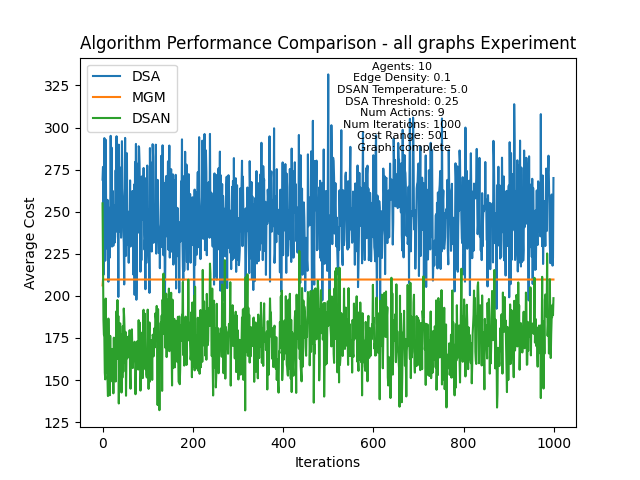 Algorithm Performance Comparison - all graphs Experiment
DSA
MGM
DSAN
Agents: 10
Edge Density: 0.1
DSAN Temperature: 5.0
DSA Threshold: 0.25
Num Actions: 9
Num Iterations: 1000
Cost Range: 501
Graph: complete
Average Cost
325
300
275
250
225
200
175
150
125
0
200
400
600
800
1000
Iterations